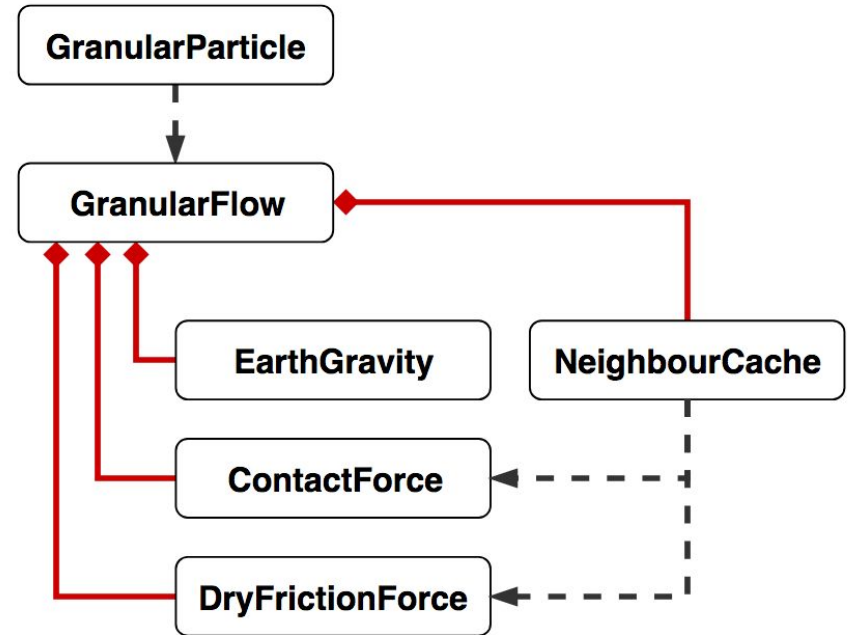 GranularParticle
GranularFlow
EarthGravity
NeighbourCache
ContactForce
DryFrictionForce